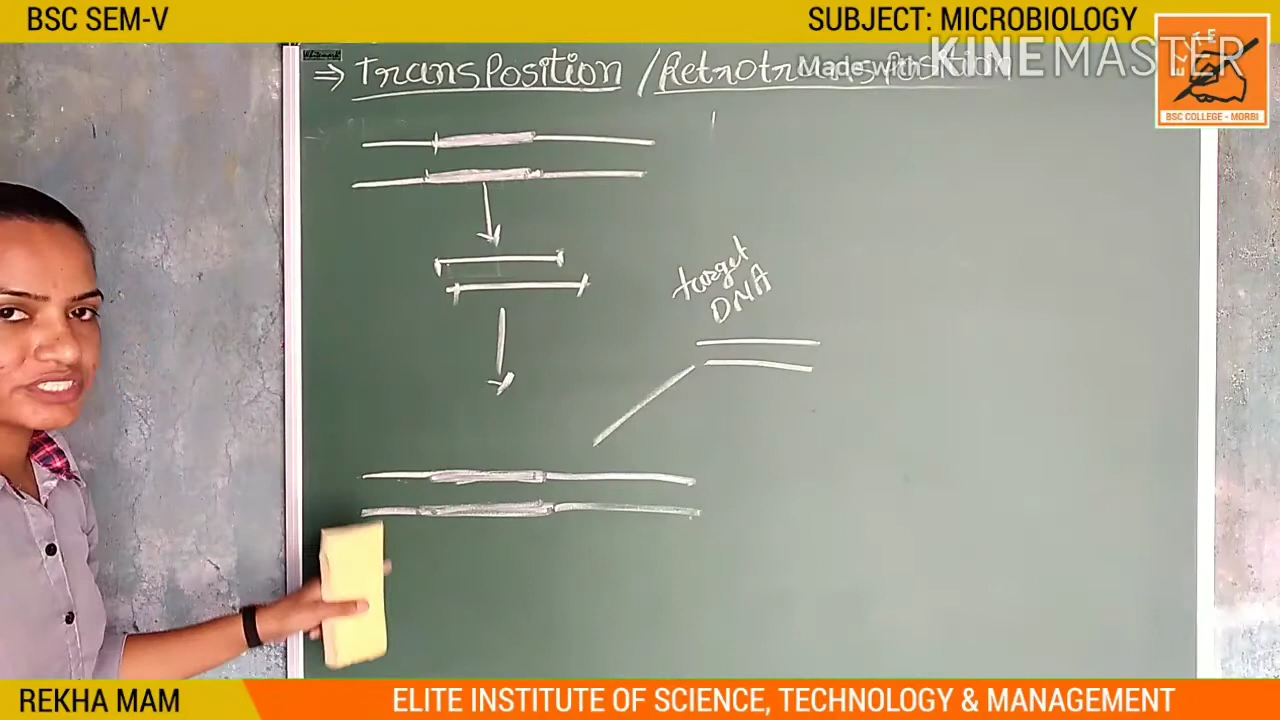 BSC SEM-V
SUBJECT: MICROBIOLOGY
Made with KINEMASTER
ELITE
BSC COLLEGE - MORBI
⇒ Transposition / Retrotransposition
target
DNA
REKHA MAM
ELITE INSTITUTE OF SCIENCE, TECHNOLOGY & MANAGEMENT